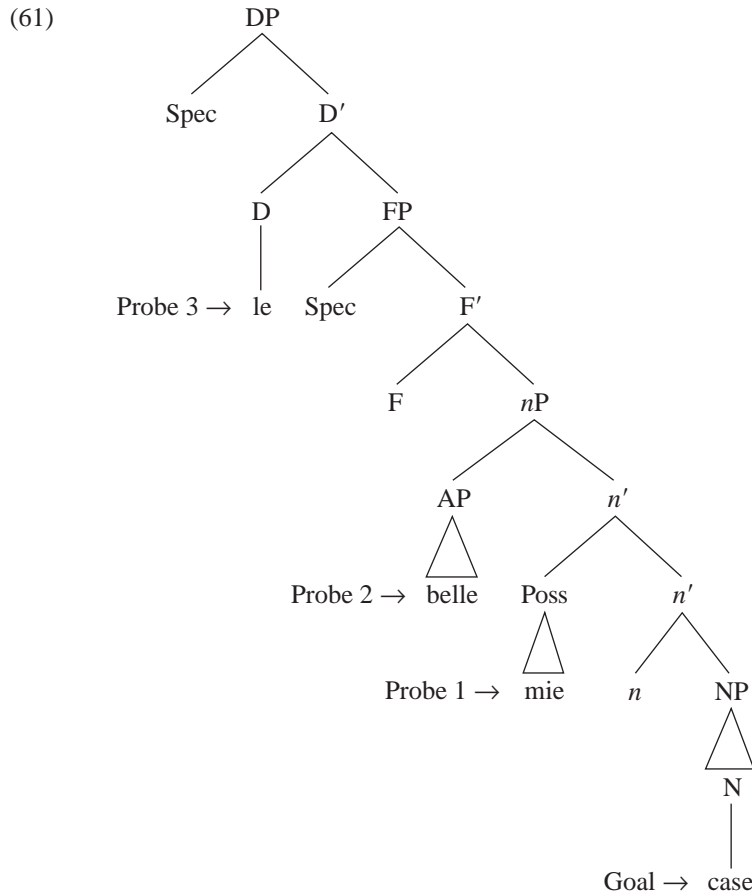 (61) DP
Spec D′
D FP
Probe 3 → le Spec F′
F nP
AP n′
Probe 2 → belle Poss n′
Probe 1 → mie n NP
N
Goal → case